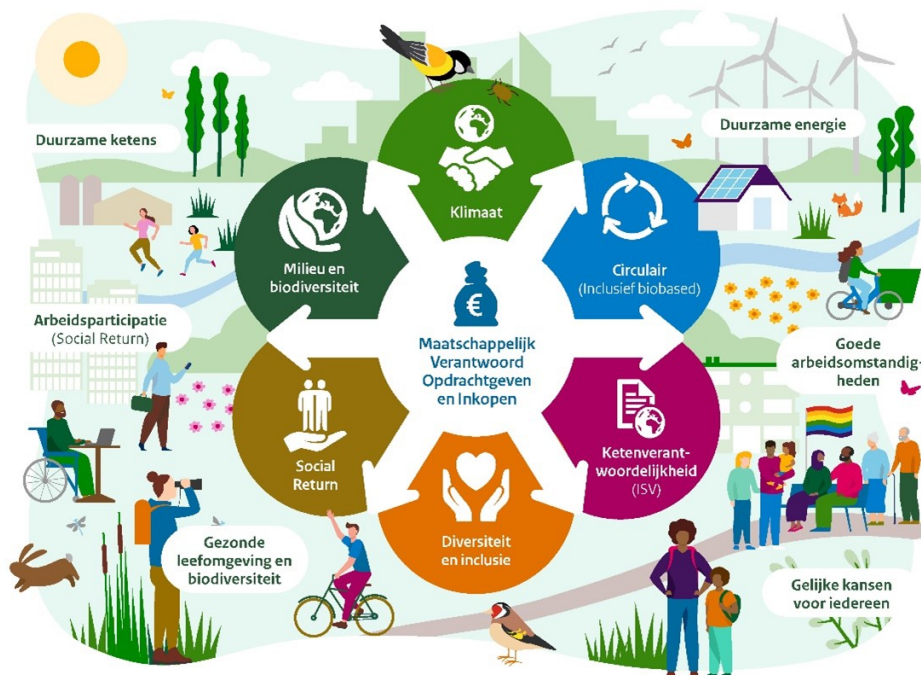 Duurzame ketens
Duurzame energie
Klimaat
Milieu en
biodiversiteit
Circulair
(Inclusief biobased)
€
Maatschappelijk
Verantwoord
Opdrachtgeven
en Inkopen
Arbeidsparticipatie
(Social Return)
Goede
arbeidsomstandig-
heden
Social
Return
Ketenverant-
woordelijkheid
(ISV)
Diversiteit
en inclusie
Gezonde
leefomgeving en
biodiversiteit
Gelijke kansen
voor iedereen